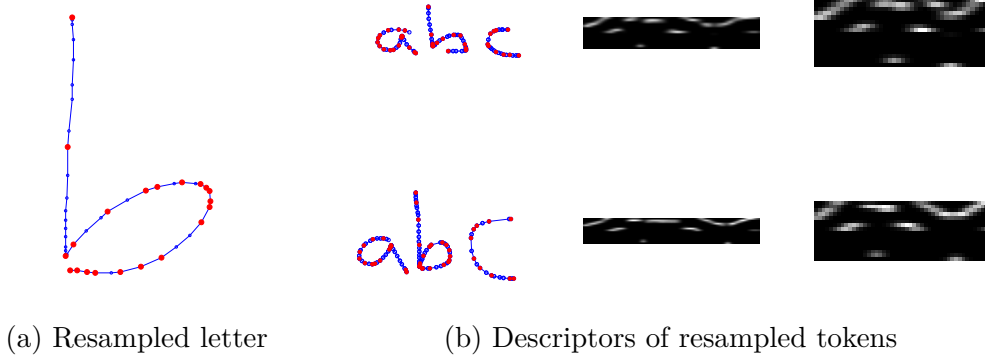 b
abc
abc
(a) Resampled letter
(b) Descriptors of resampled tokens